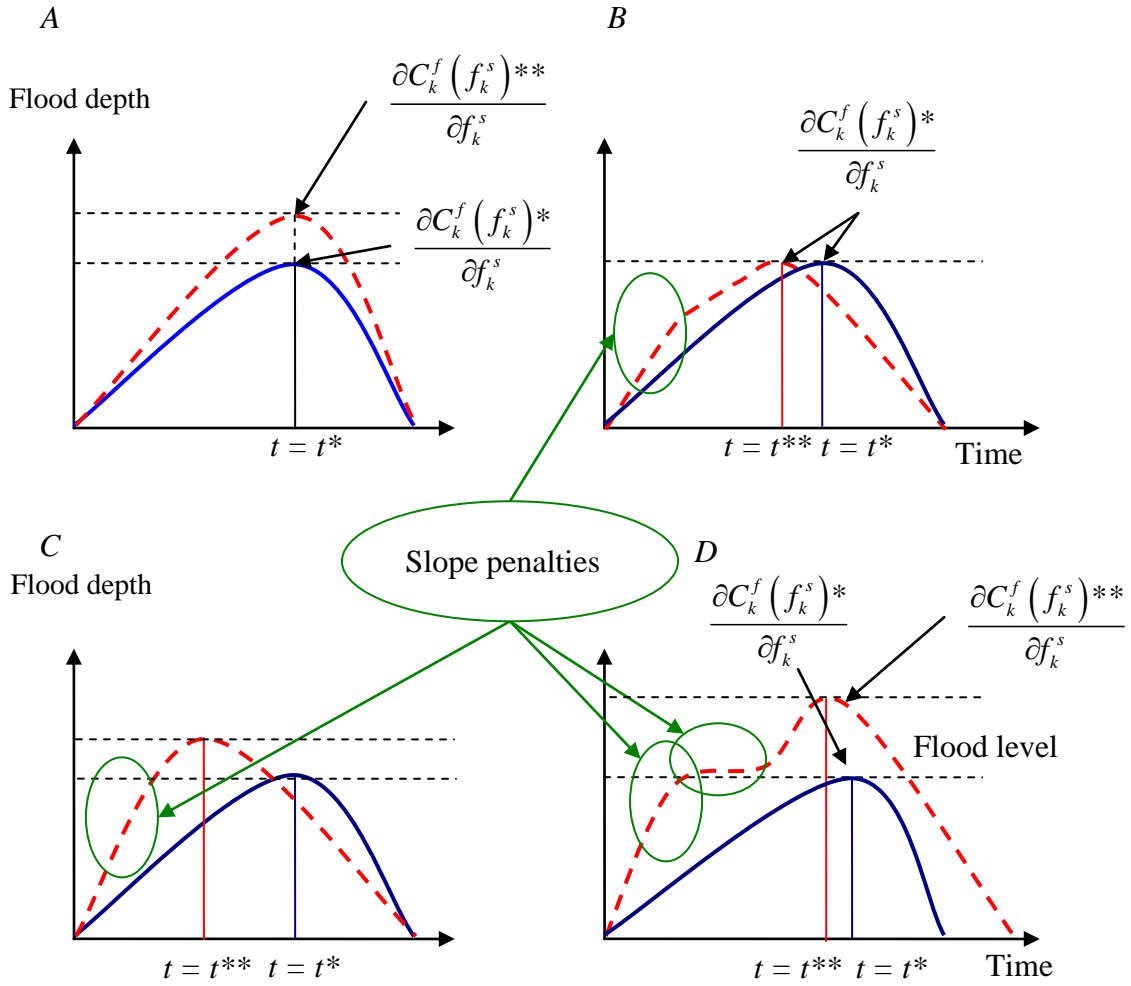 A
B
Flood depth
∂C_k^f (f_k^s)**
∂f_k^s
∂C_k^f (f_k^s)*
∂f_k^s
∂C_k^f (f_k^s)*
∂f_k^s
t = t*
t = t** t = t*
Time
Slope penalties
C
D
Flood depth
∂C_k^f (f_k^s)*
∂f_k^s
∂C_k^f (f_k^s)**
∂f_k^s
Flood level
t = t** t = t*
t = t** t = t*
Time